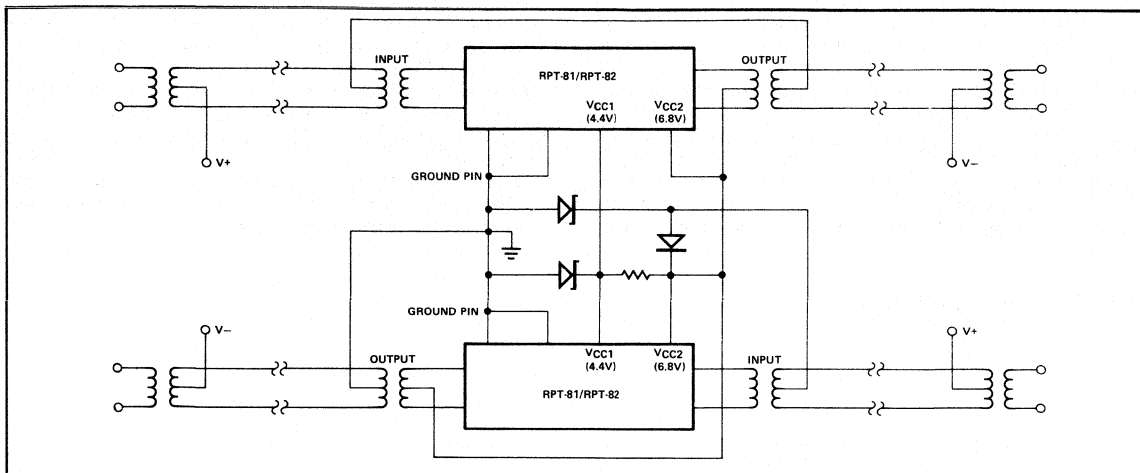 INPUT
RPT-81/RPT-82
OUTPUT
VCC1
(4.4V)
VCC2
(6.8V)
V+
V–
GROUND PIN
GROUND PIN
V–
V+
OUTPUT
VCC1
(4.4V)
VCC2
(6.8V)
INPUT
RPT-81/RPT-82